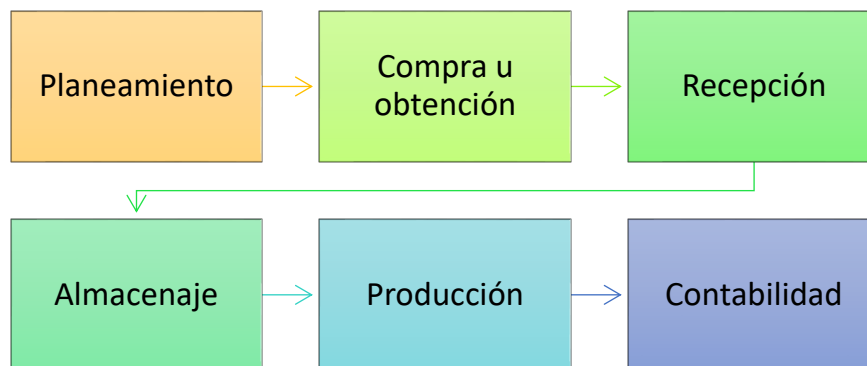 Planeamiento
Compra u
obtención
Recepción
Almacenaje
Producción
Contabilidad